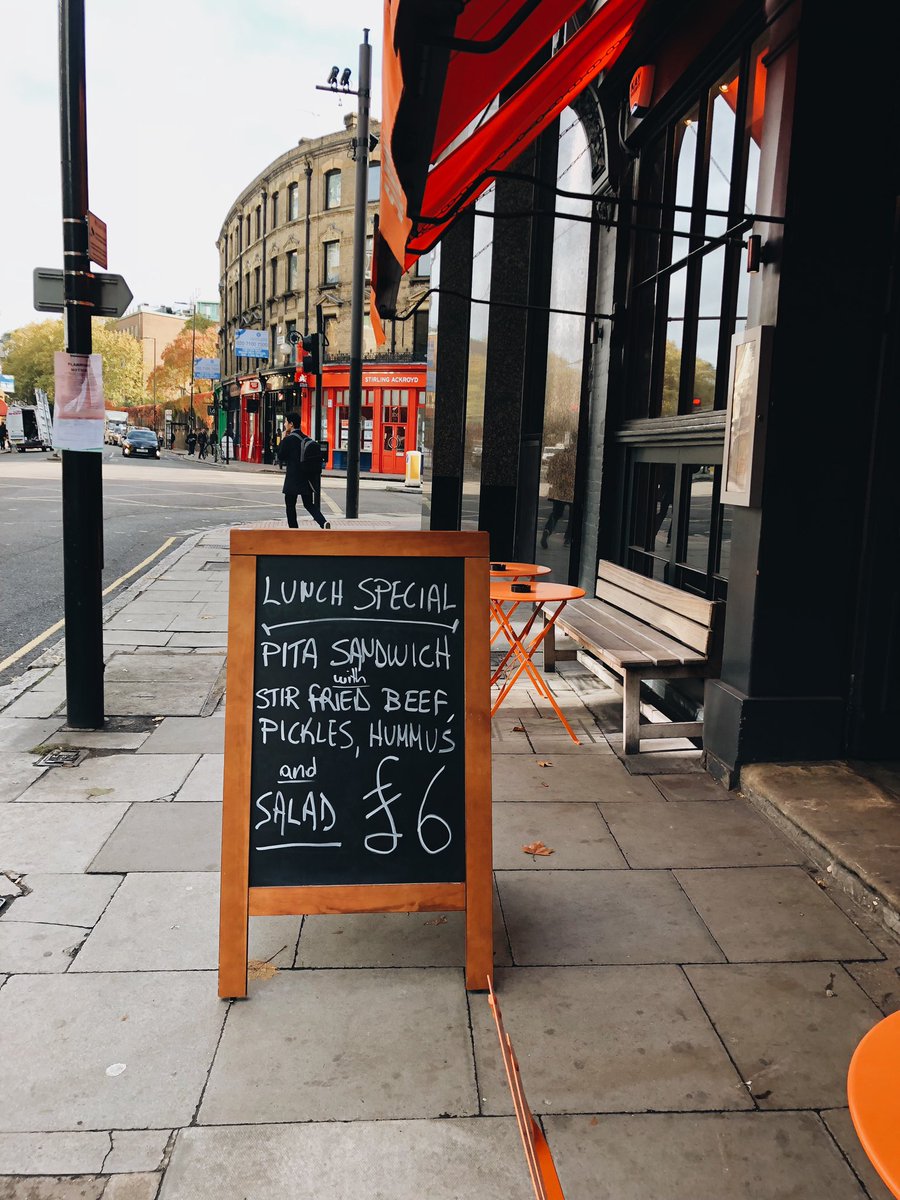 STIRLING ACKROYD
LUNCH SPECIAL
PITA SANDWICH
with
STIR FRIED BEEF,
PICKLES, HUMMUS
and
SALAD £6